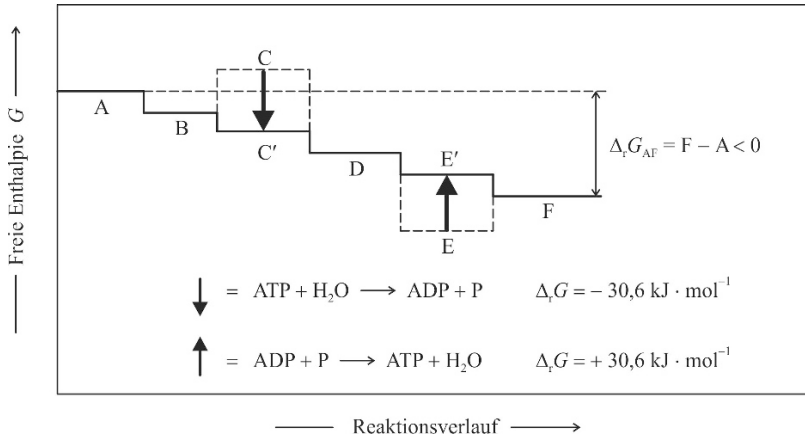 Freie Enthalpie G
C
A
B
C′
D
E′
E
F
ΔᵣG_AF = F – A < 0
= ATP + H₂O ⟶ ADP + P ΔᵣG = – 30,6 kJ · mol⁻¹
= ADP + P ⟶ ATP + H₂O ΔᵣG = + 30,6 kJ · mol⁻¹
Reaktionsverlauf